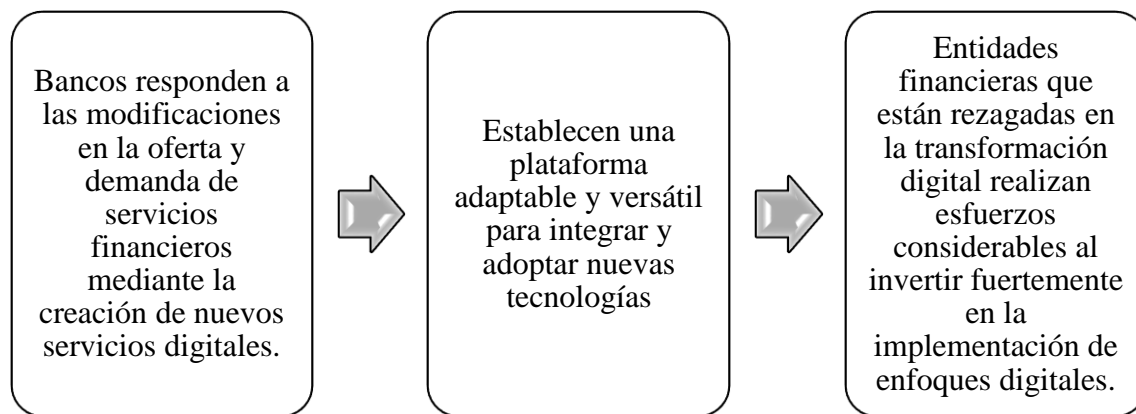 Bancos responden a
las modificaciones
en la oferta y
demanda de
servicios
financieros
mediante la
creación de nuevos
servicios digitales.
Establecen una
plataforma
adaptable y versátil
para integrar y
adoptar nuevas
tecnologías
Entidades
financieras que
están rezagadas en
la transformación
digital realizan
esfuerzos
considerables al
invertir fuertemente
en la
implementación de
enfoques digitales.